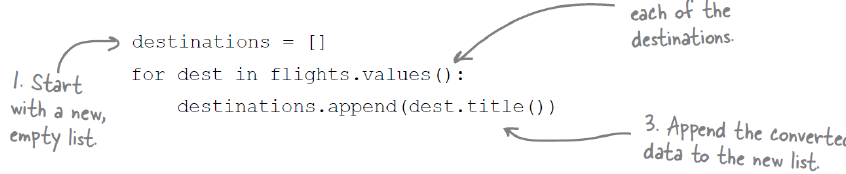 each of the
destinations.
destinations = []
for dest in flights.values():
destinations.append(dest.title())
1. Start
with a new,
empty list.
3. Append the converted
data to the new list.